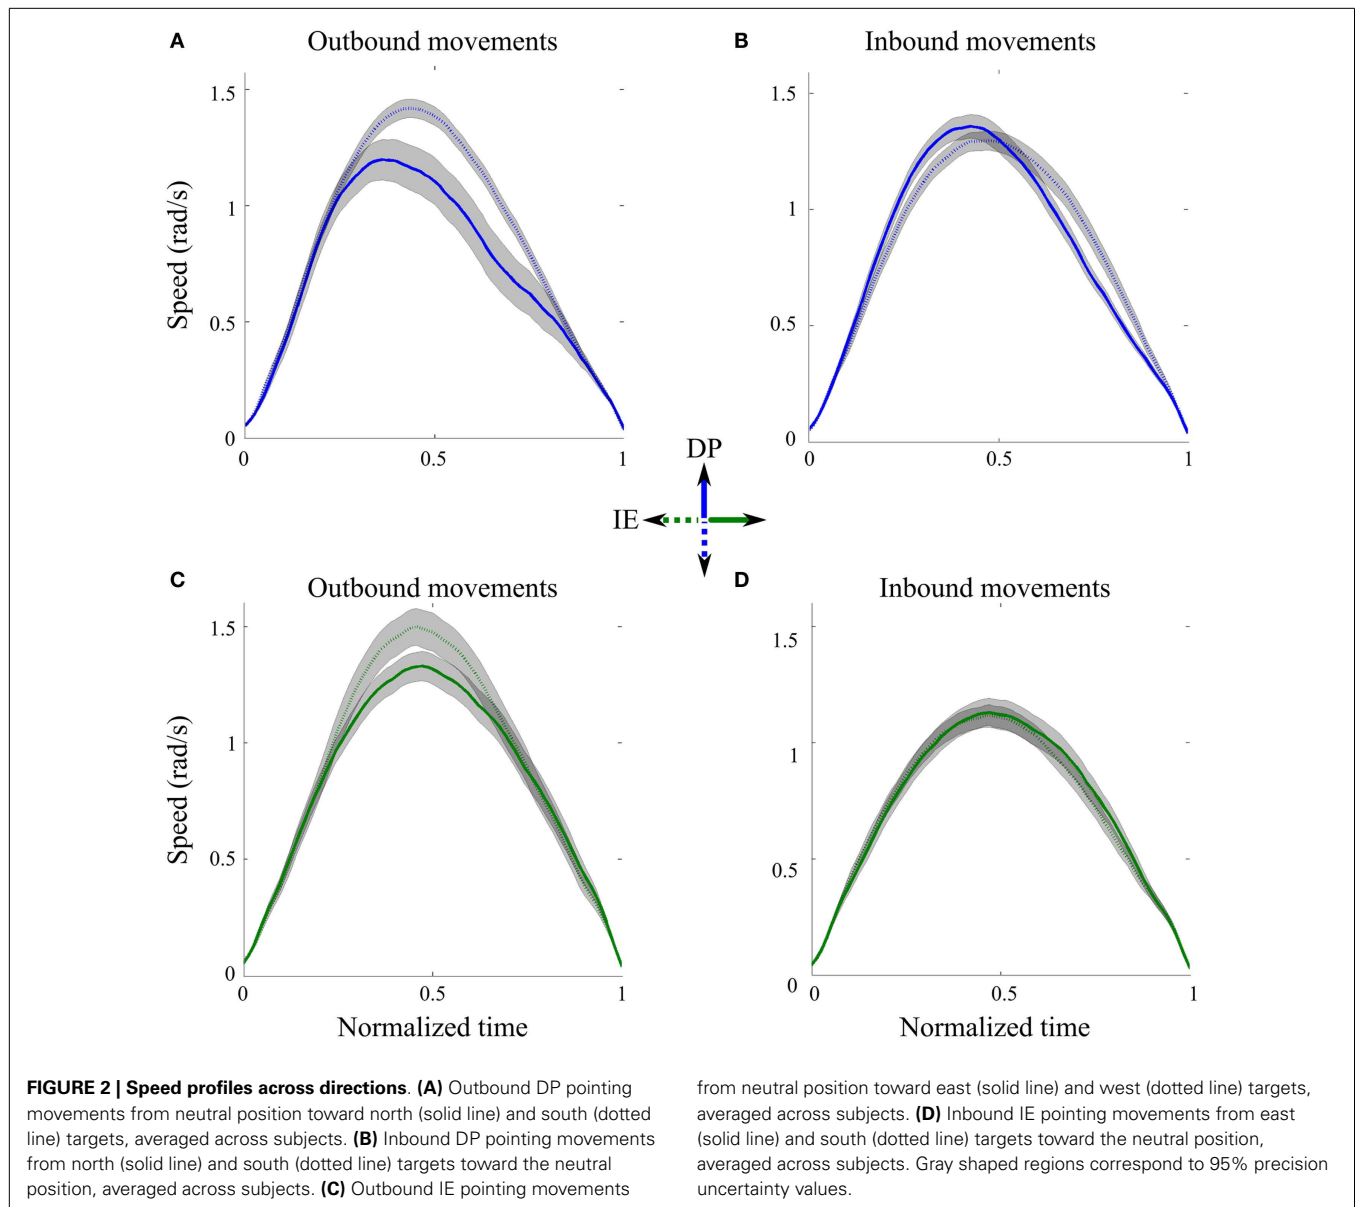 A
Outbound movements
B
Inbound movements
Speed (rad/s)
1.5
1
0.5
0
0
0.5
1
1.5
1
0.5
0
0
0.5
1
DP
IE
C
Outbound movements
D
Inbound movements
Speed (rad/s)
1.5
1
0.5
0
0
0.5
1
Normalized time
1.5
1
0.5
0
0
0.5
1
Normalized time
FIGURE 2 | Speed profiles across directions. (A) Outbound DP pointing
movements from neutral position toward north (solid line) and south (dotted
line) targets, averaged across subjects. (B) Inbound DP pointing movements
from north (solid line) and south (dotted line) targets toward the neutral
position, averaged across subjects. (C) Outbound IE pointing movements
from neutral position toward east (solid line) and west (dotted line) targets,
averaged across subjects. (D) Inbound IE pointing movements from east
(solid line) and south (dotted line) targets toward the neutral position,
averaged across subjects. Gray shaped regions correspond to 95% precision
uncertainty values.